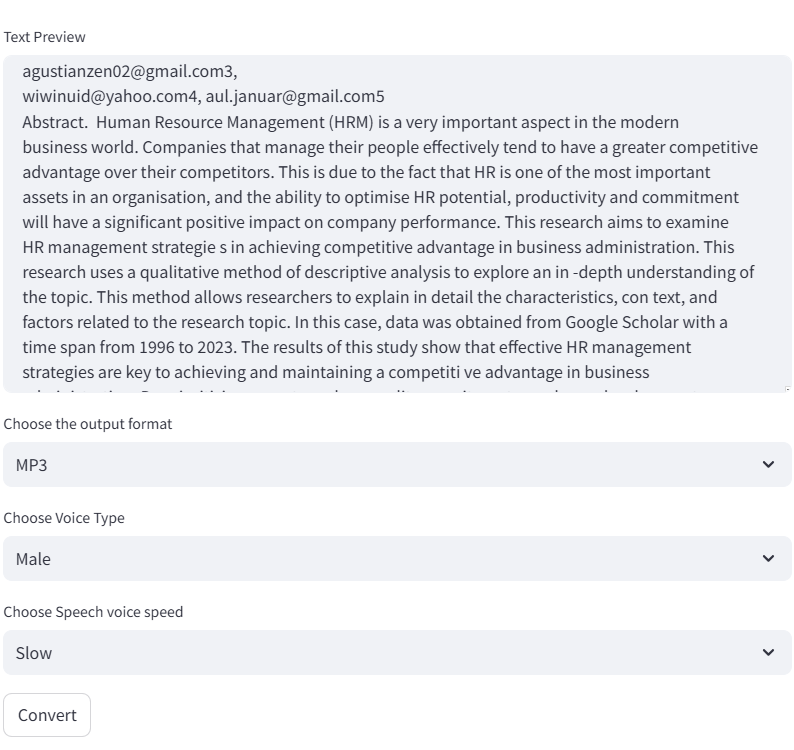 Text Preview
agustianzen02@gmail.com3,
wiwinuid@yahoo.com4, aul.januar@gmail.com5
Abstract.  Human Resource Management (HRM) is a very important aspect in the modern
business world. Companies that manage their people effectively tend to have a greater competitive
advantage over their competitors. This is due to the fact that HR is one of the most important
assets in an organisation, and the ability to optimise HR potential, productivity and commitment
will have a significant positive impact on company performance. This research aims to examine
HR management strategie s in achieving competitive advantage in business administration. This
research uses a qualitative method of descriptive analysis to explore an in -depth understanding of
the topic. This method allows researchers to explain in detail the characteristics, con text, and
factors related to the research topic. In this case, data was obtained from Google Scholar with a
time span from 1996 to 2023. The results of this study show that effective HR management
strategies are key to achieving and maintaining a competiti ve advantage in business
Choose the output format
MP3
Choose Voice Type
Male
Choose Speech voice speed
Slow
Convert